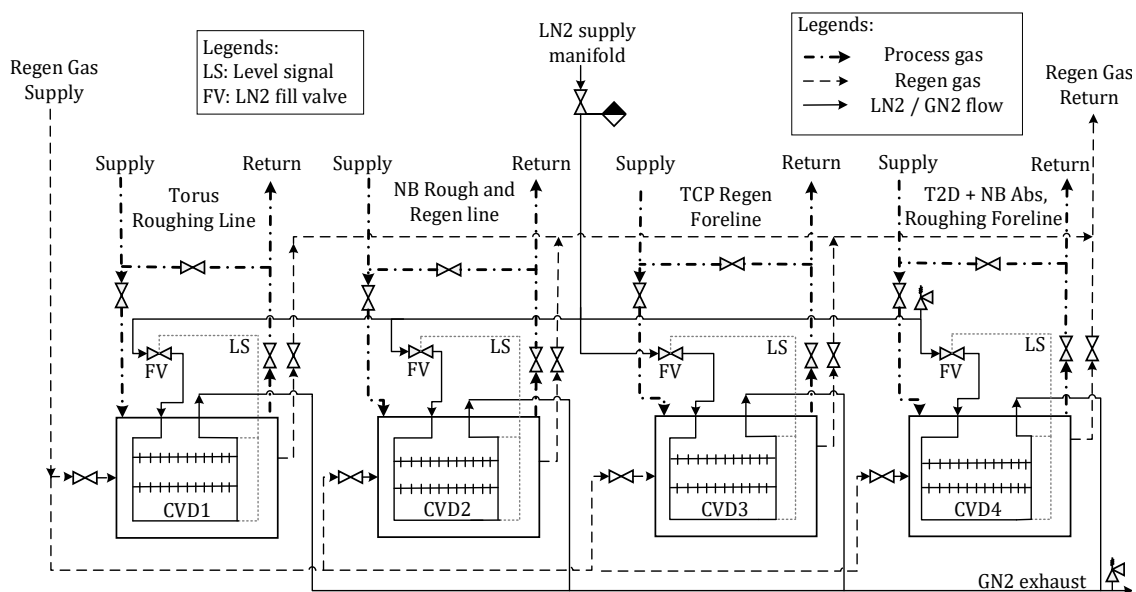 Legends:
LS: Level signal
FV: LN2 fill valve
LN2 supply
manifold
Legends:
Process gas
Regen gas
LN2 / GN2 flow
Regen Gas
Supply
Regen Gas
Return
Supply
Return
Torus
Roughing Line
Supply
Return
NB Rough and
Regen line
Supply
Return
TCP Regen
Foreline
Supply
Return
T2D + NB Abs,
Roughing Foreline
FV
LS
FV
LS
FV
LS
FV
LS
CVD1
CVD2
CVD3
CVD4
GN2 exhaust